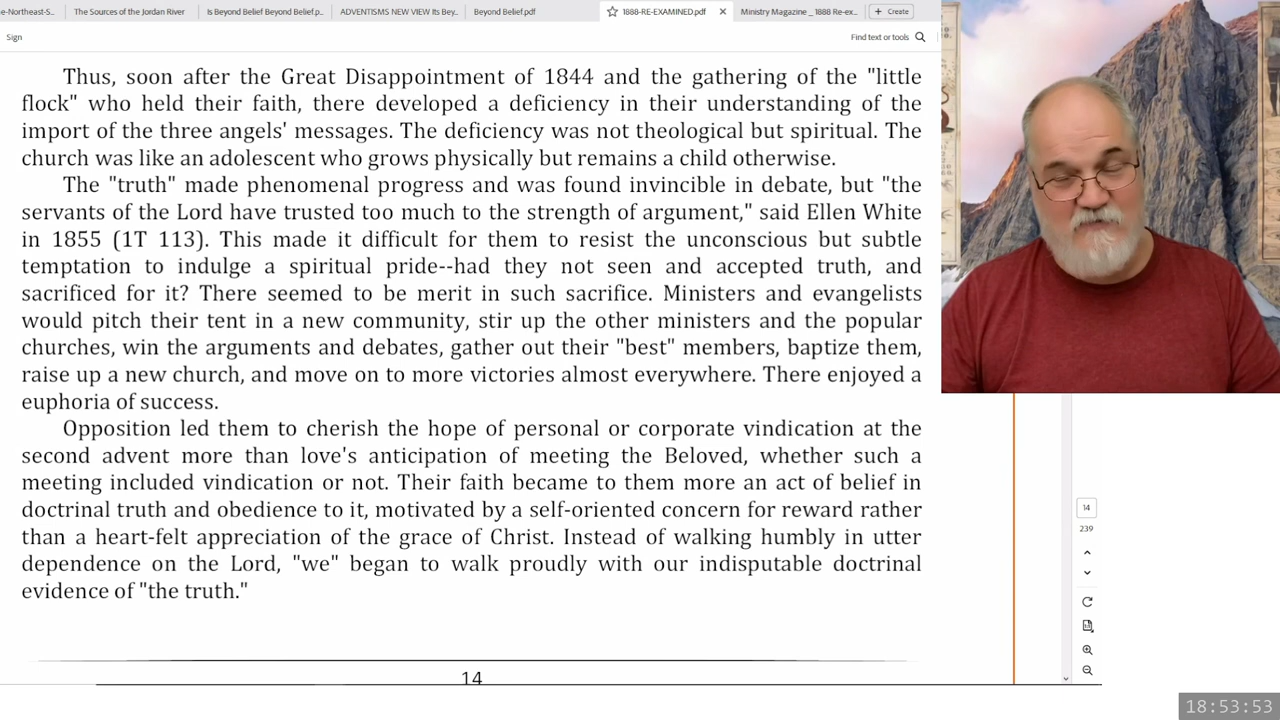 e-Northeast-S...
The Sources of the Jordan River
Is Beyond Belief Beyond Belief.p...
ADVENTISMS NEW VIEW Its Bey...
Beyond Belief.pdf
1888-RE-EXAMINED.pdf
Ministry Magazine _ 1888 Re-ex...
+ Create
Sign
Find text or tools
Thus, soon after the Great Disappointment of 1844 and the gathering of the "little
flock" who held their faith, there developed a deficiency in their understanding of the
import of the three angels' messages. The deficiency was not theological but spiritual. The
church was like an adolescent who grows physically but remains a child otherwise.
The "truth" made phenomenal progress and was found invincible in debate, but "the
servants of the Lord have trusted too much to the strength of argument," said Ellen White
in 1855 (1T 113). This made it difficult for them to resist the unconscious but subtle
temptation to indulge a spiritual pride--had they not seen and accepted truth, and
sacrificed for it? There seemed to be merit in such sacrifice. Ministers and evangelists
would pitch their tent in a new community, stir up the other ministers and the popular
churches, win the arguments and debates, gather out their "best" members, baptize them,
raise up a new church, and move on to more victories almost everywhere. There enjoyed a
euphoria of success.
Opposition led them to cherish the hope of personal or corporate vindication at the
second advent more than love's anticipation of meeting the Beloved, whether such a
meeting included vindication or not. Their faith became to them more an act of belief in
doctrinal truth and obedience to it, motivated by a self-oriented concern for reward rather
than a heart-felt appreciation of the grace of Christ. Instead of walking humbly in utter
dependence on the Lord, "we" began to walk proudly with our indisputable doctrinal
evidence of "the truth."
14
14
239
18:53:53